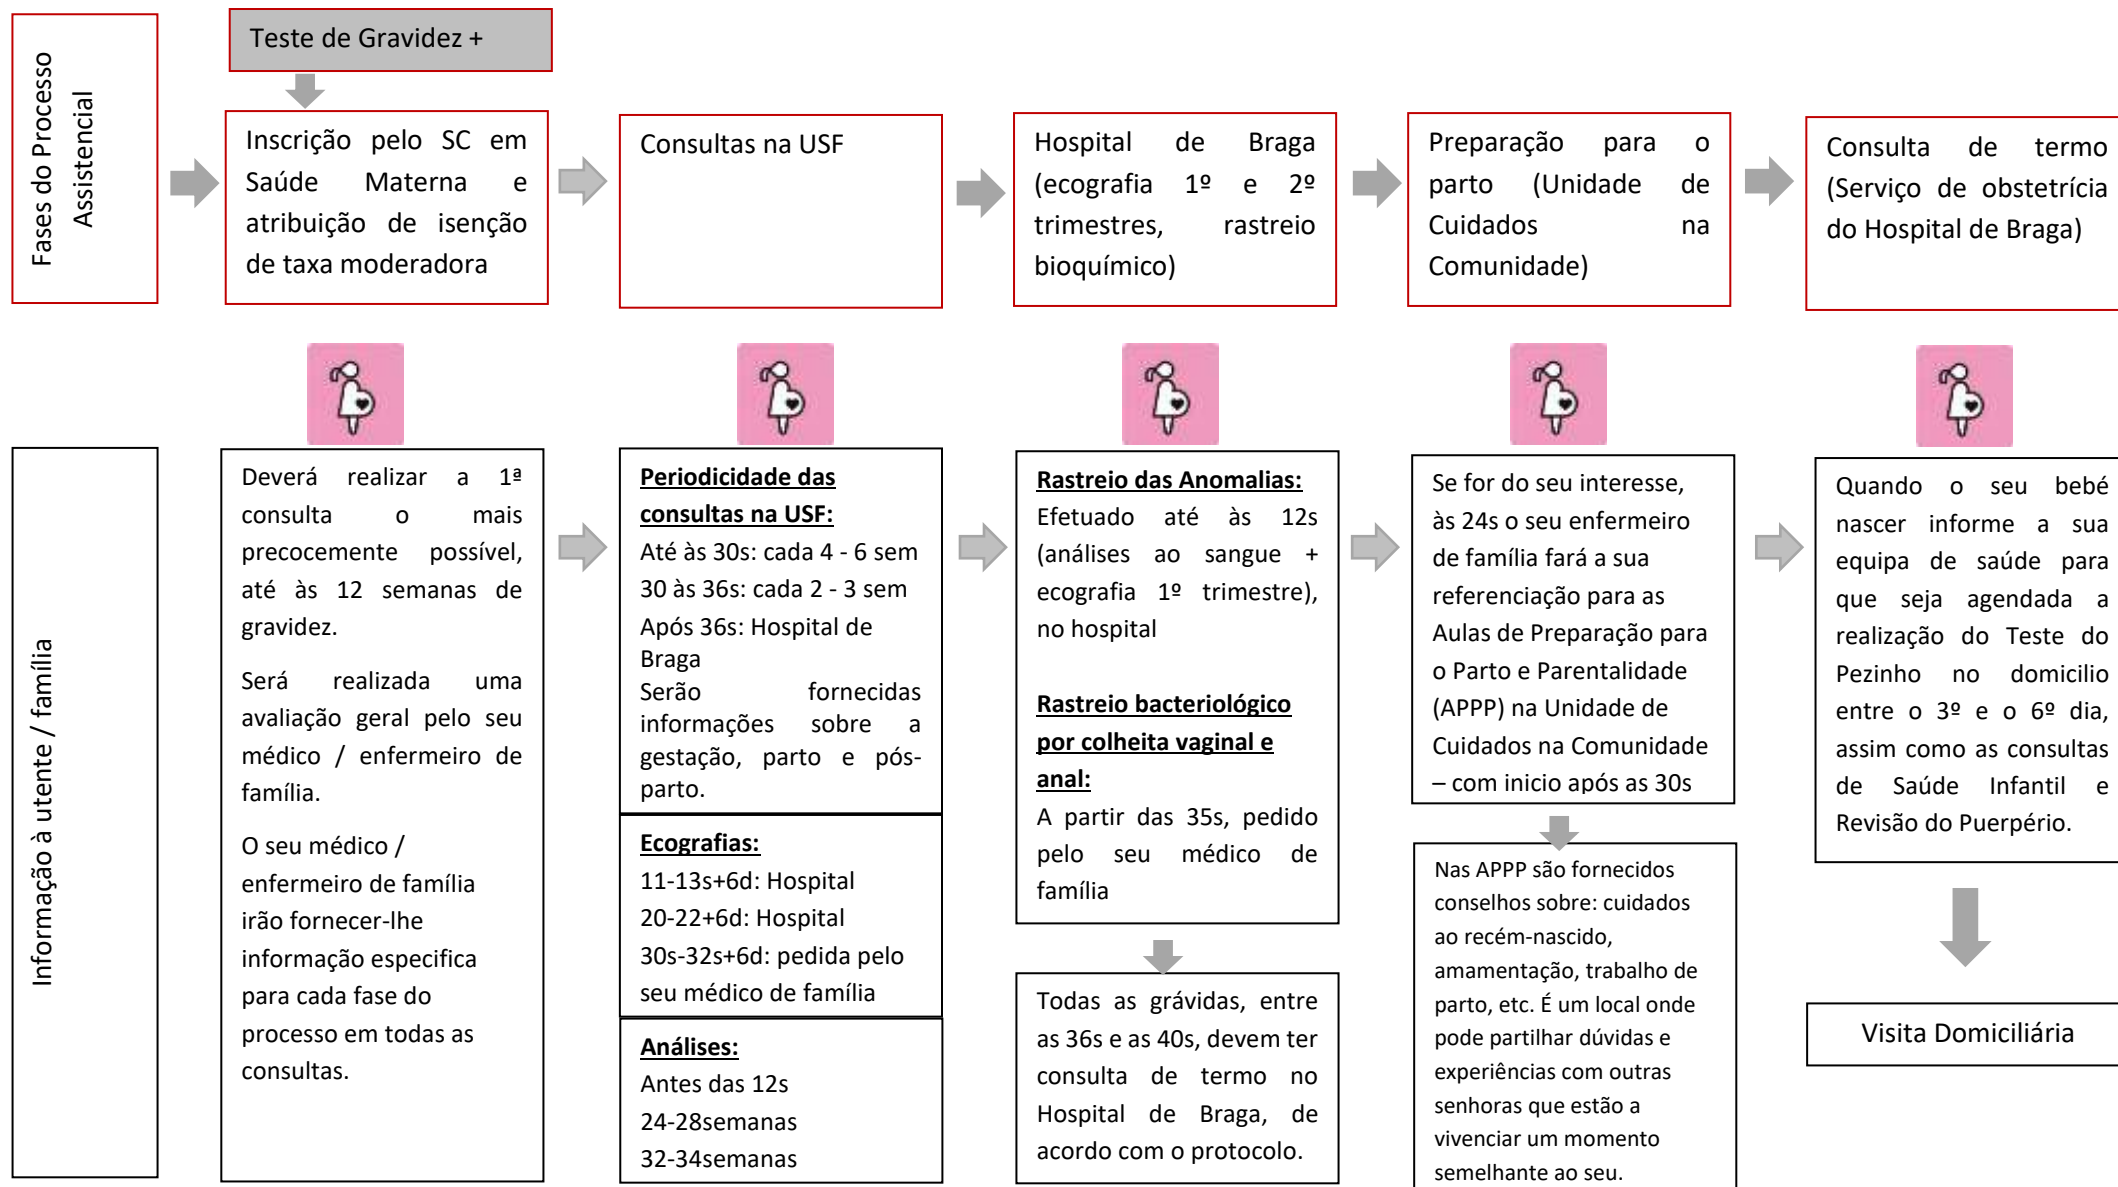 Fases do Processo
Assistencial
Teste de Gravidez +
Inscrição pelo SC em
Saúde Materna e
atribuição de isenção
de taxa moderadora
Consultas na USF
Hospital de Braga
(ecografia 1º e 2º
trimestres, rastreio
bioquímico)
Preparação para o
parto (Unidade de
Cuidados na
Comunidade)
Consulta de termo
(Serviço de obstetrícia
do Hospital de Braga)
Informação à utente / família
Deverá realizar a 1ª
consulta o mais
precocemente possível,
até às 12 semanas de
gravidez.
Será realizada uma
avaliação geral pelo seu
médico / enfermeiro de
família.
O seu médico /
enfermeiro de família
irão fornecer-lhe
informação especifica
para cada fase do
processo em todas as
consultas.
Periodicidade das
consultas na USF:
Até às 30s: cada 4 - 6 sem
30 às 36s: cada 2 - 3 sem
Após 36s: Hospital de
Braga
Serão fornecidas
informações sobre a
gestação, parto e pós-
parto.
Ecografias:
11-13s+6d: Hospital
20-22+6d: Hospital
30s-32s+6d: pedida pelo
seu médico de família
Análises:
Antes das 12s
24-28semanas
32-34semanas
Rastreio das Anomalias:
Efetuado até às 12s
(análises ao sangue +
ecografia 1º trimestre),
no hospital
Rastreio bacteriológico
por colheita vaginal e
anal:
A partir das 35s, pedido
pelo seu médico de
família
Todas as grávidas, entre
as 36s e as 40s, devem ter
consulta de termo no
Hospital de Braga, de
acordo com o protocolo.
Se for do seu interesse,
às 24s o seu enfermeiro
de família fará a sua
referenciação para as
Aulas de Preparação para
o Parto e Parentalidade
(APPP) na Unidade de
Cuidados na Comunidade
– com inicio após as 30s
Nas APPP são fornecidos
conselhos sobre: cuidados
ao recém-nascido,
amamentação, trabalho de
parto, etc. É um local onde
pode partilhar dúvidas e
experiências com outras
senhoras que estão a
vivenciar um momento
semelhante ao seu.
Quando o seu bebé
nascer informe a sua
equipa de saúde para
que seja agendada a
realização do Teste do
Pezinho no domicilio
entre o 3º e o 6º dia,
assim como as consultas
de Saúde Infantil e
Revisão do Puerpério.
Visita Domiciliária